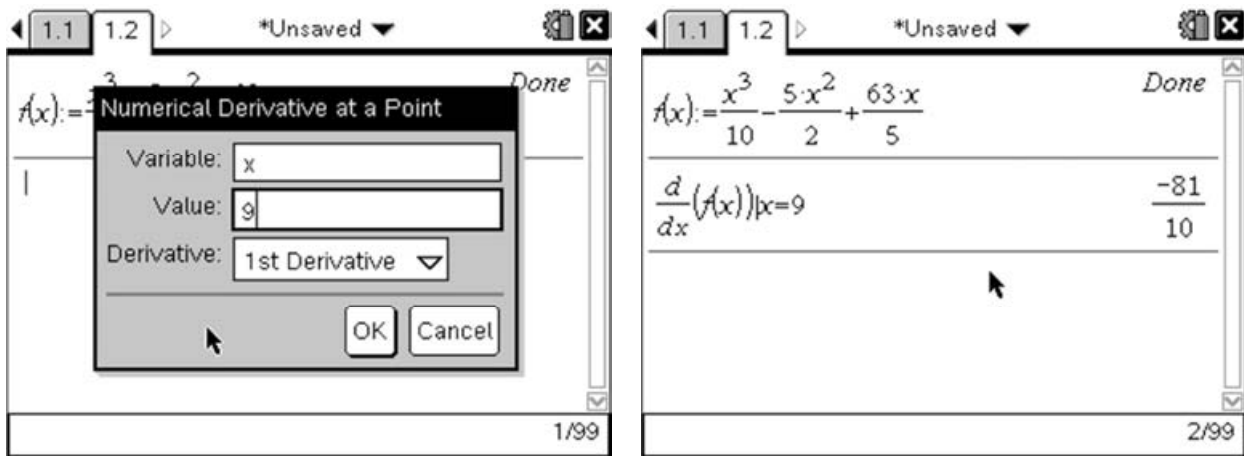 1.1 1.2 *Unsaved
f(x):= Done
Numerical Derivative at a Point
Variable: x
Value: 9
Derivative: 1st Derivative
OK Cancel
1/99
1.1 1.2 *Unsaved
f(x):=x^3/10-5·x^2/2+63·x/5 Done
d/dx(f(x))|x=9 -81/10
2/99